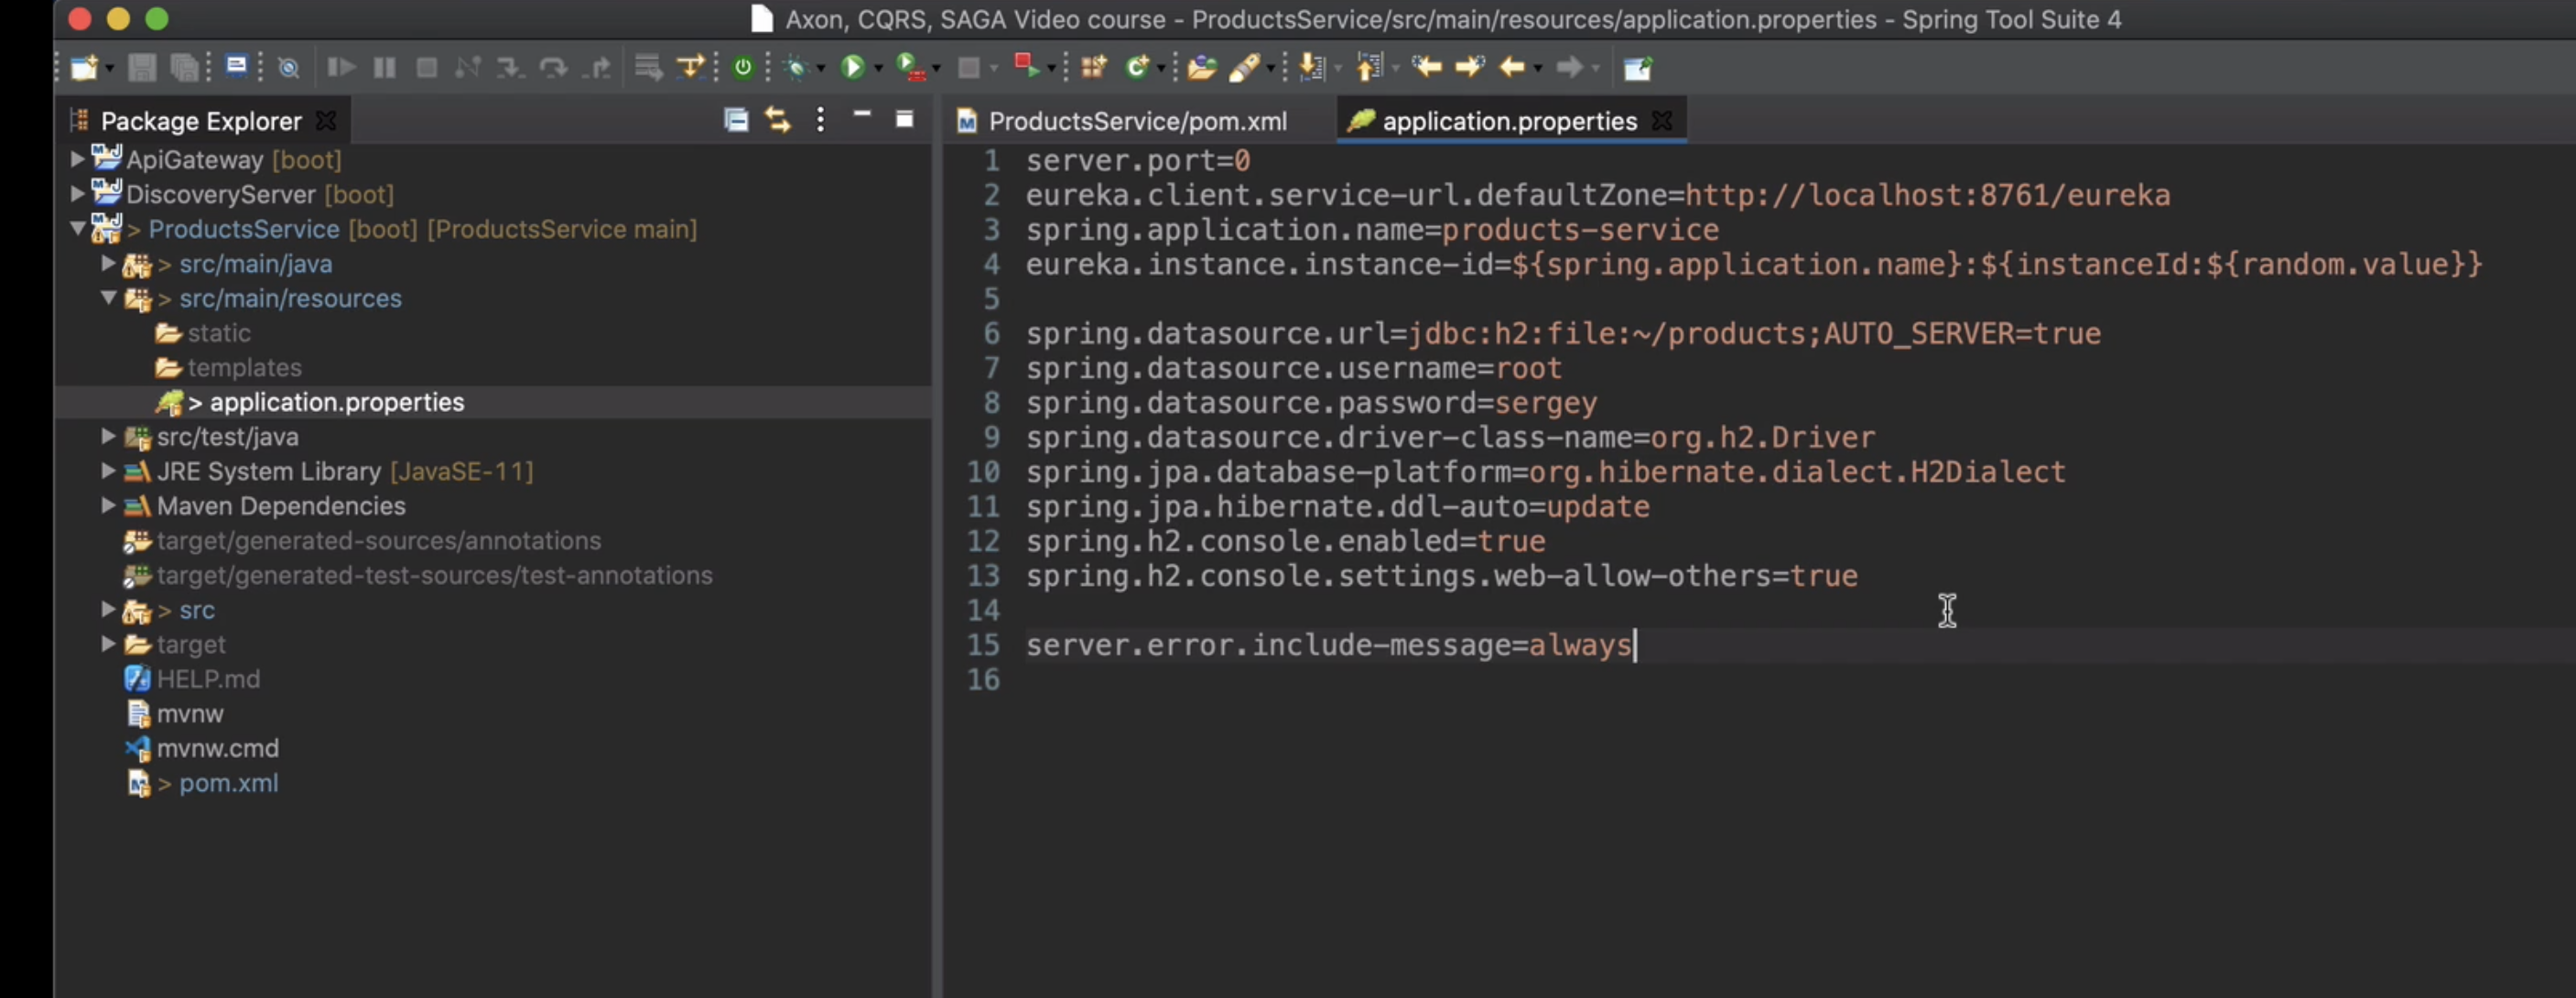 Axon, CQRS, SAGA Video course - ProductsService/src/main/resources/application.properties - Spring Tool Suite 4
Package Explorer
ApiGateway [boot]
DiscoveryServer [boot]
> ProductsService [boot] [ProductsService main]
> src/main/java
> src/main/resources
static
templates
> application.properties
src/test/java
JRE System Library [JavaSE-11]
Maven Dependencies
target/generated-sources/annotations
target/generated-test-sources/test-annotations
> src
target
HELP.md
mvnw
mvnw.cmd
> pom.xml
ProductsService/pom.xml
application.properties
1 server.port=0
2 eureka.client.service-url.defaultZone=http://localhost:8761/eureka
3 spring.application.name=products-service
4 eureka.instance.instance-id=${spring.application.name}:${instanceId:${random.value}}
5
6 spring.datasource.url=jdbc:h2:file:~/products;AUTO_SERVER=true
7 spring.datasource.username=root
8 spring.datasource.password=sergey
9 spring.datasource.driver-class-name=org.h2.Driver
10 spring.jpa.database-platform=org.hibernate.dialect.H2Dialect
11 spring.jpa.hibernate.ddl-auto=update
12 spring.h2.console.enabled=true
13 spring.h2.console.settings.web-allow-others=true
14
15 server.error.include-message=always
16